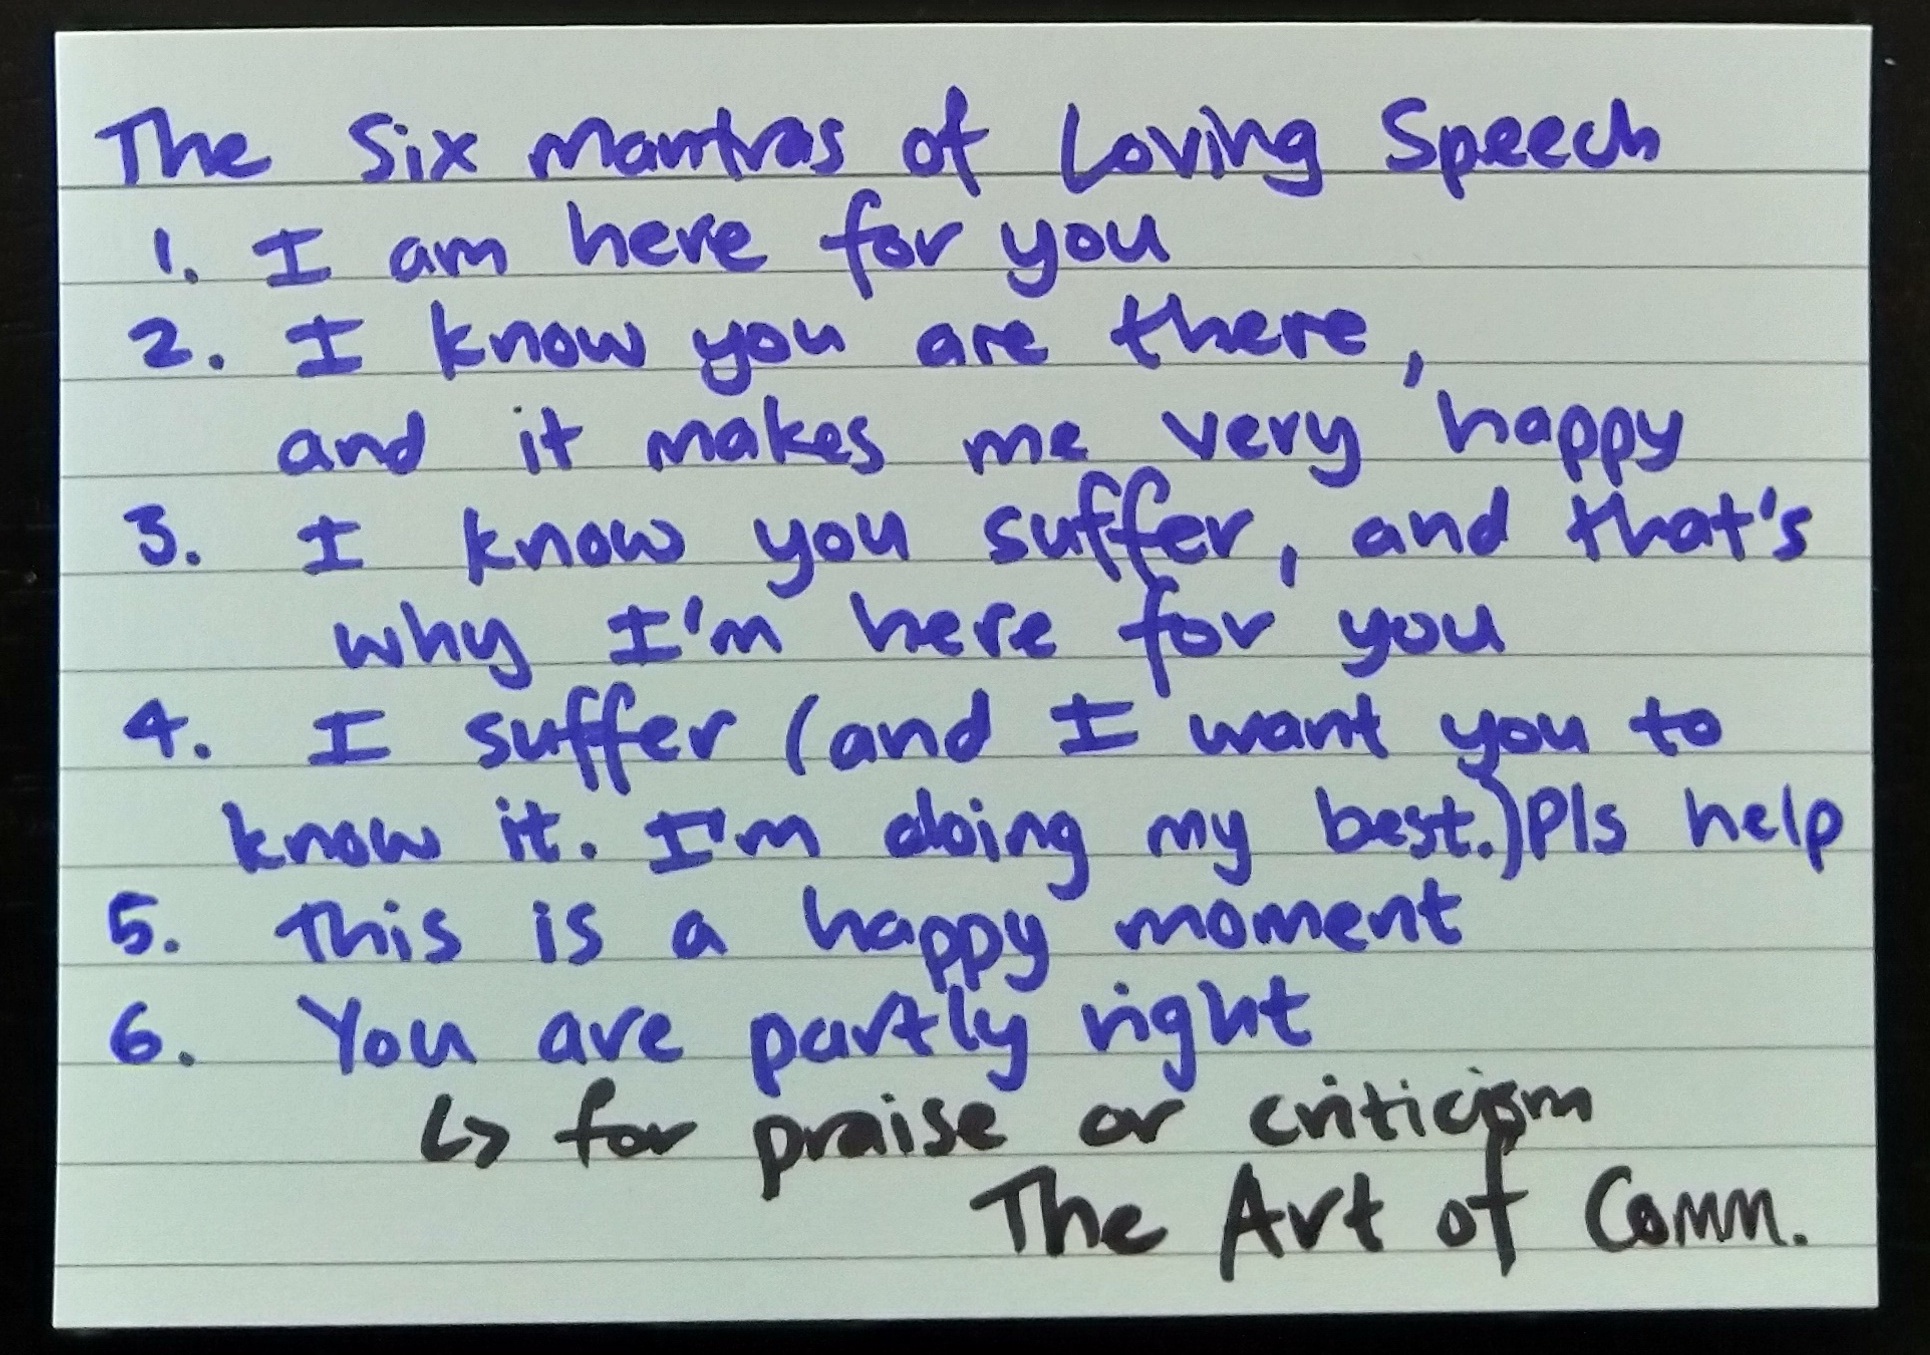 The Six Mantras of Loving Speech
1. I am here for you
2. I know you are there,
and it makes me very happy
3. I know you suffer, and that's
why I'm here for you
4. I suffer (and I want you to
know it. I'm doing my best.) Pls help
5. This is a happy moment
6. You are partly right
↳ for praise or criticism
The Art of Comm.